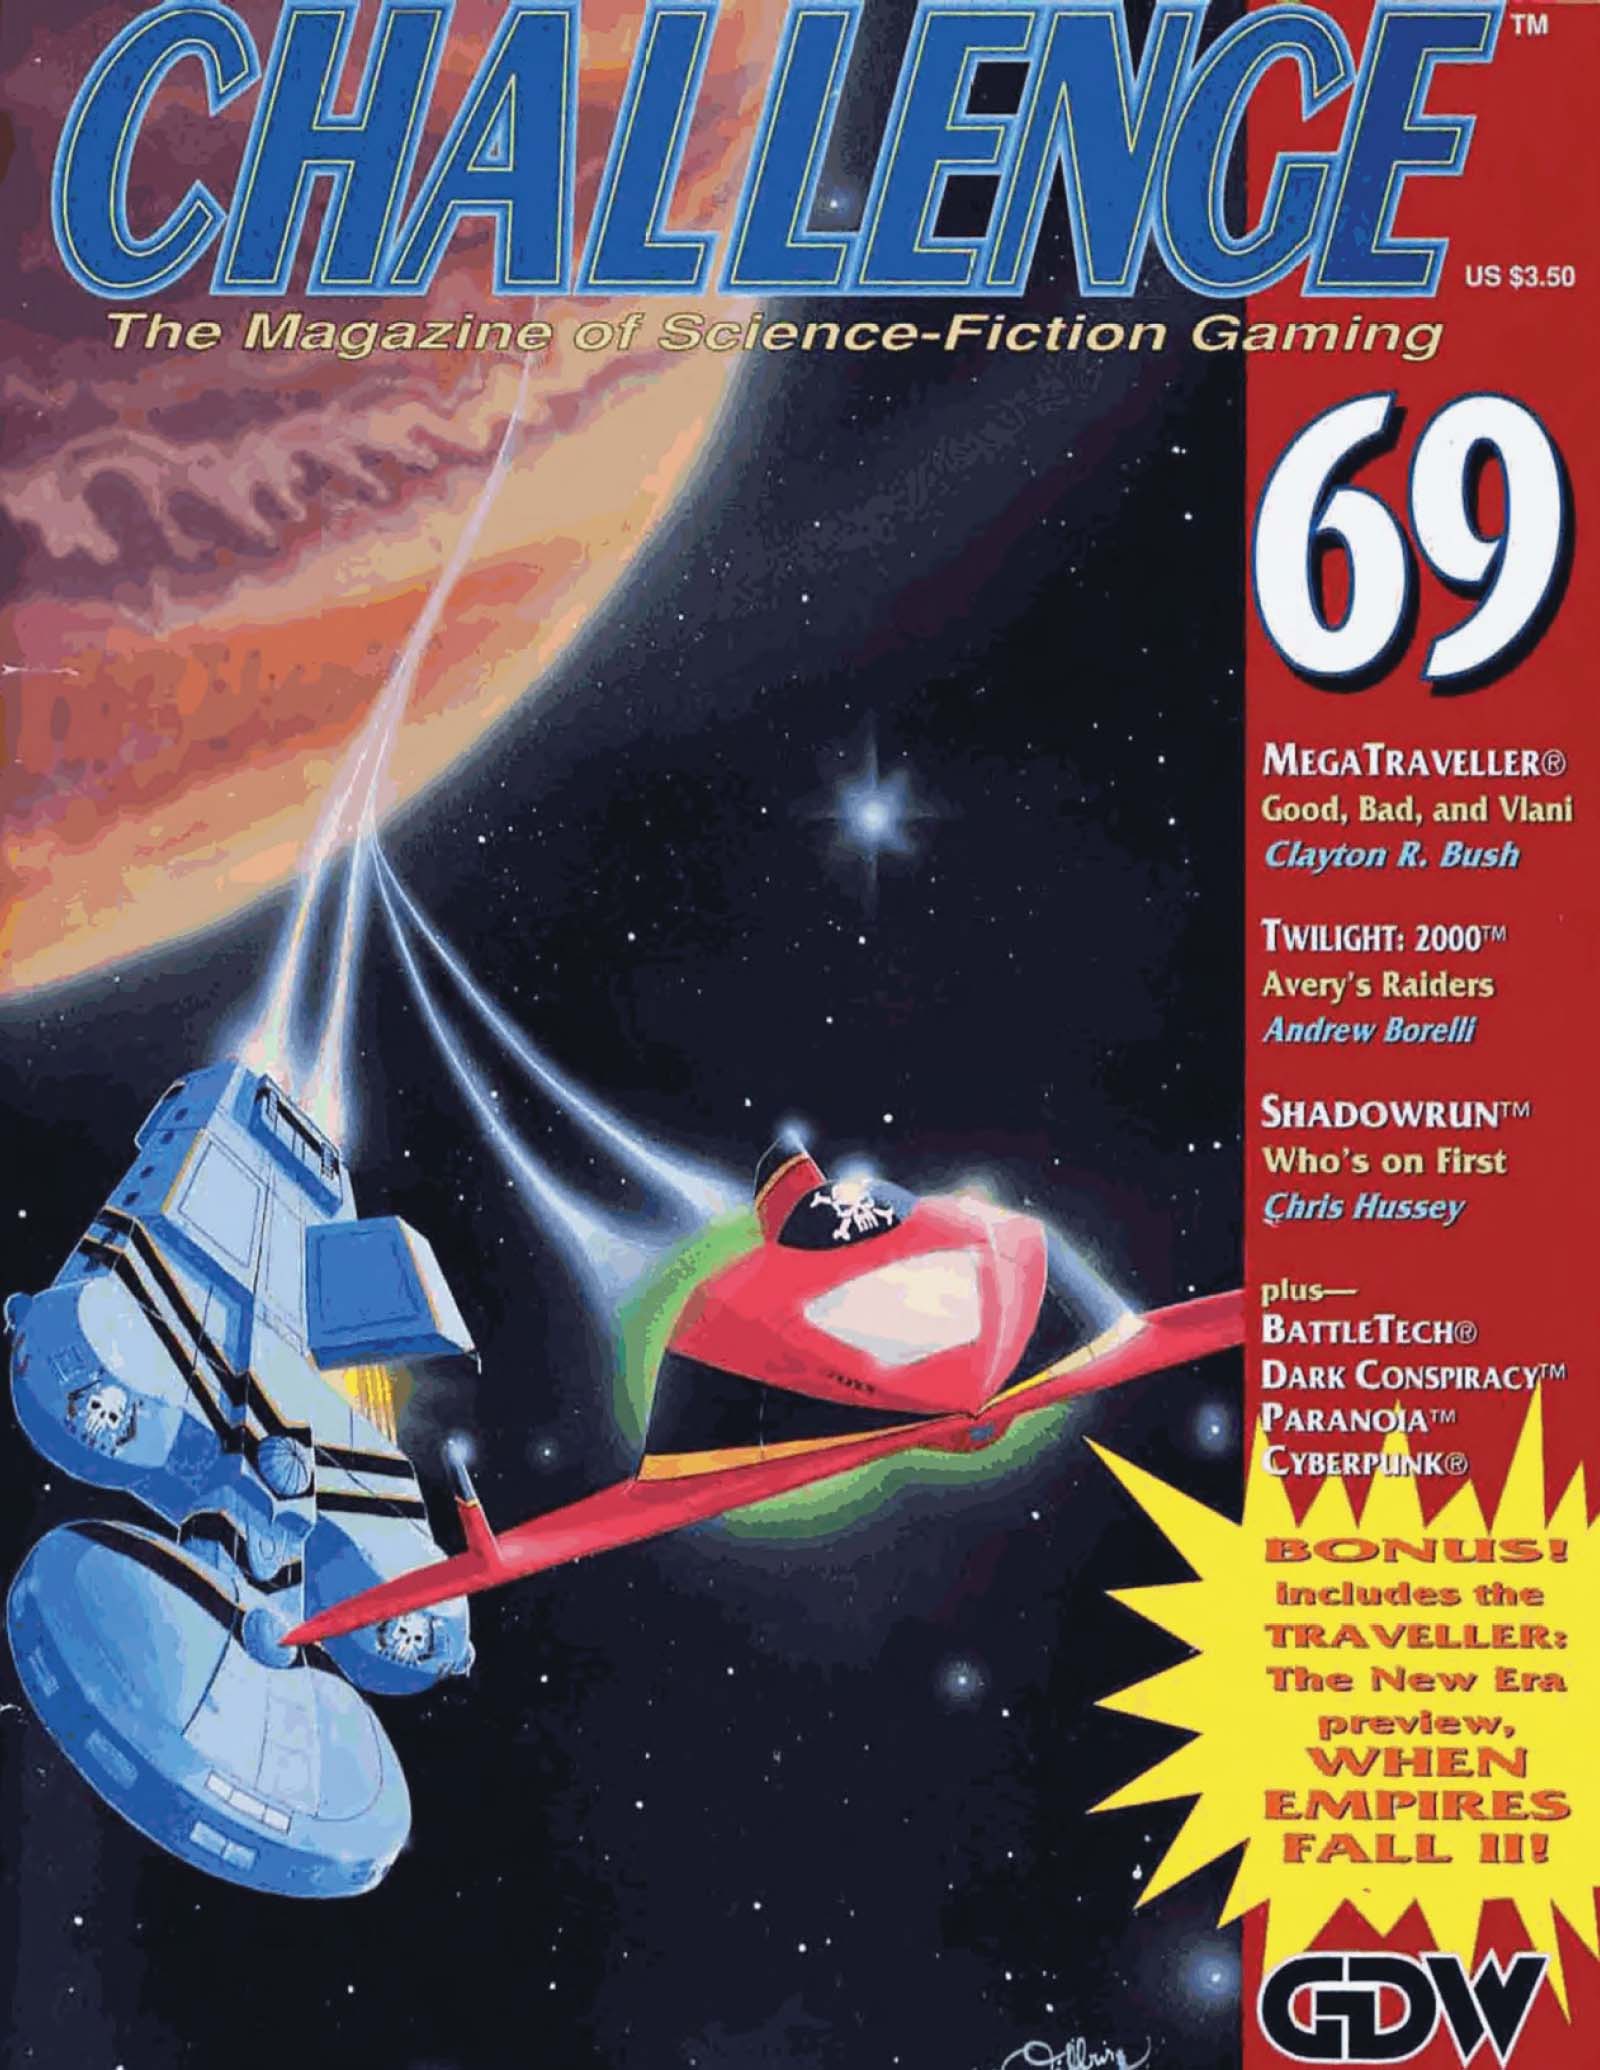 CHALLENGE™
US $3.50
The Magazine of Science-Fiction Gaming
69
MEGATRAVELLER®
Good, Bad, and Vlani
Clayton R. Bush
TWILIGHT: 2000™
Avery's Raiders
Andrew Borelli
SHADOWRUN™
Who's on First
Chris Hussey
plus—
BATTLETECH®
DARK CONSPIRACY™
PARANOIA™
CYBERPUNK®
BONUS!
Includes the
TRAVELLER:
The New Era
preview,
WHEN
EMPIRES
FALL II!
GDW